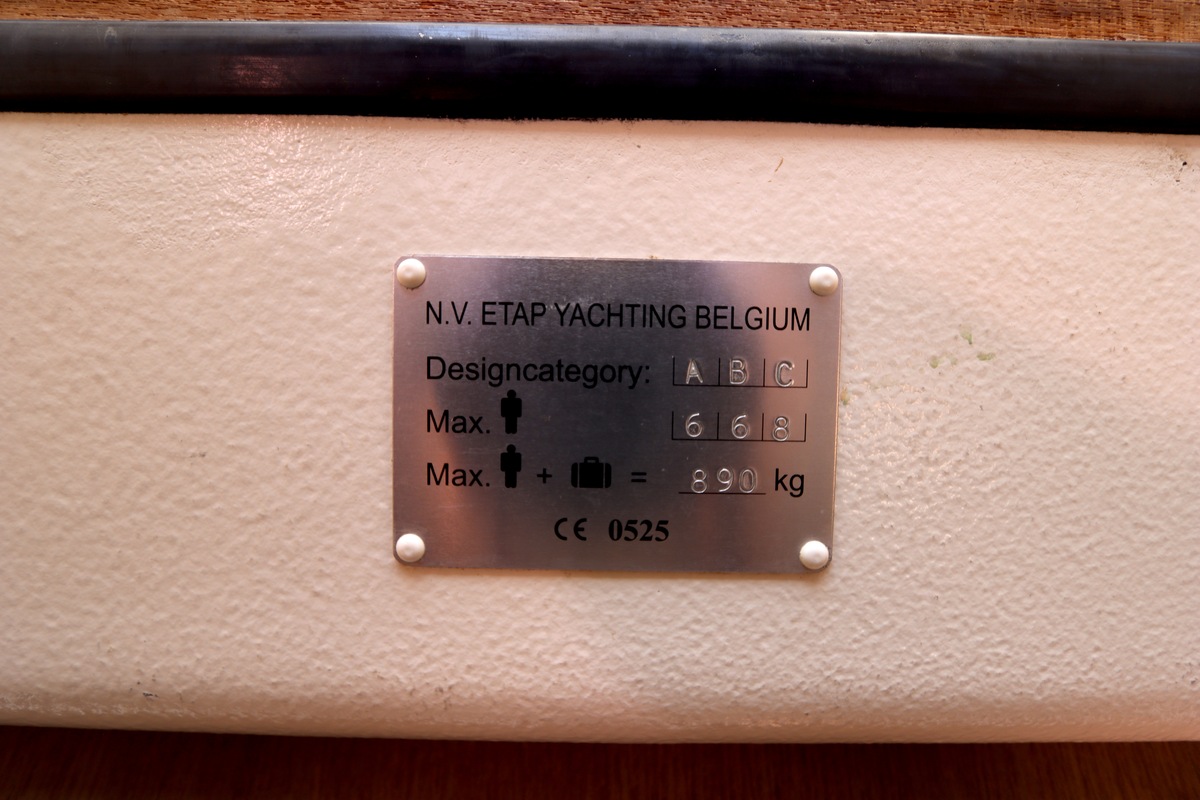 N.V. ETAP YACHTING BELGIUM
Designcategory: A B C
Max. 6 6 8
Max. + = 890 kg
CE 0525